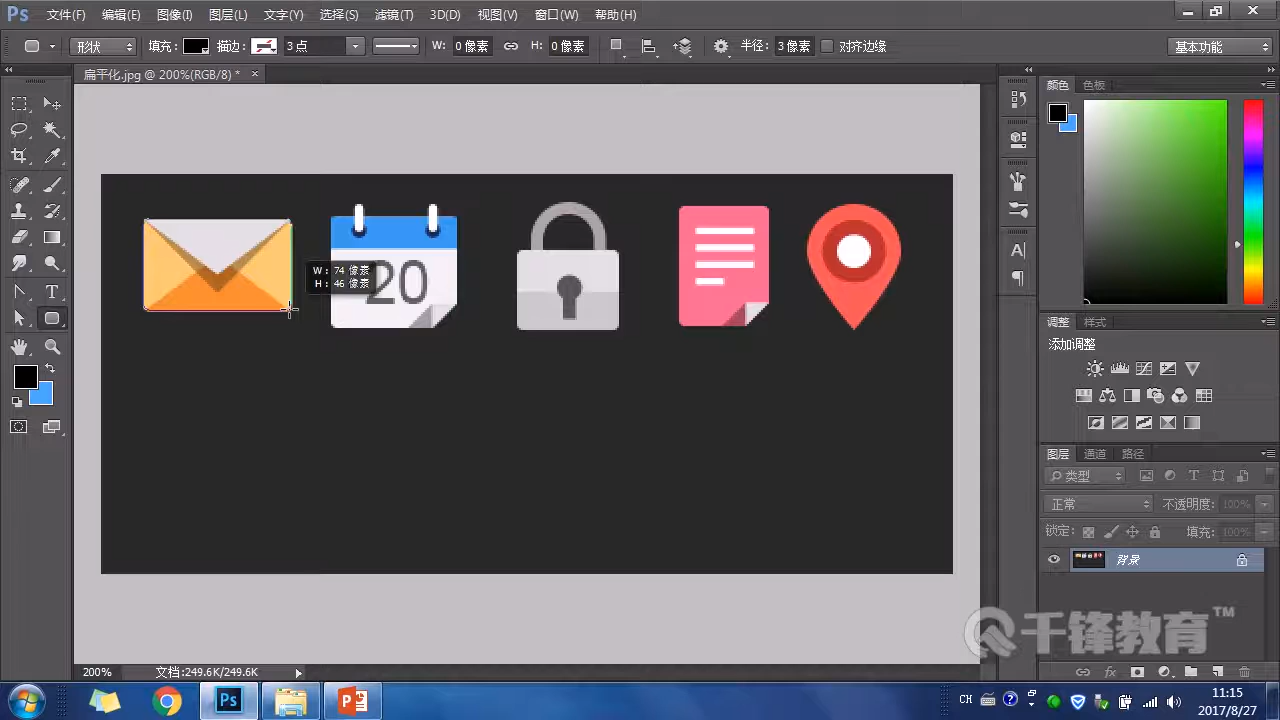 Ps 文件(F) 编辑(E) 图像(I) 图层(L) 文字(Y) 选择(S) 滤镜(T) 3D(D) 视图(V) 窗口(W) 帮助(H)
形状 填充: 描边: 3点 W: 0 像素 H: 0 像素 半径: 3 像素 对齐边缘 基本功能
扁平化.jpg @ 200%(RGB/8) * ×
颜色 色板
W: 74 像素
H: 46 像素
20
调整 样式
添加调整
图层 通道 路径
类型
正常 不透明度: 100%
锁定: 填充: 100%
背景
千锋教育™
200% 文档:249.6K/249.6K
Ps
CH
11:15
2017/8/27